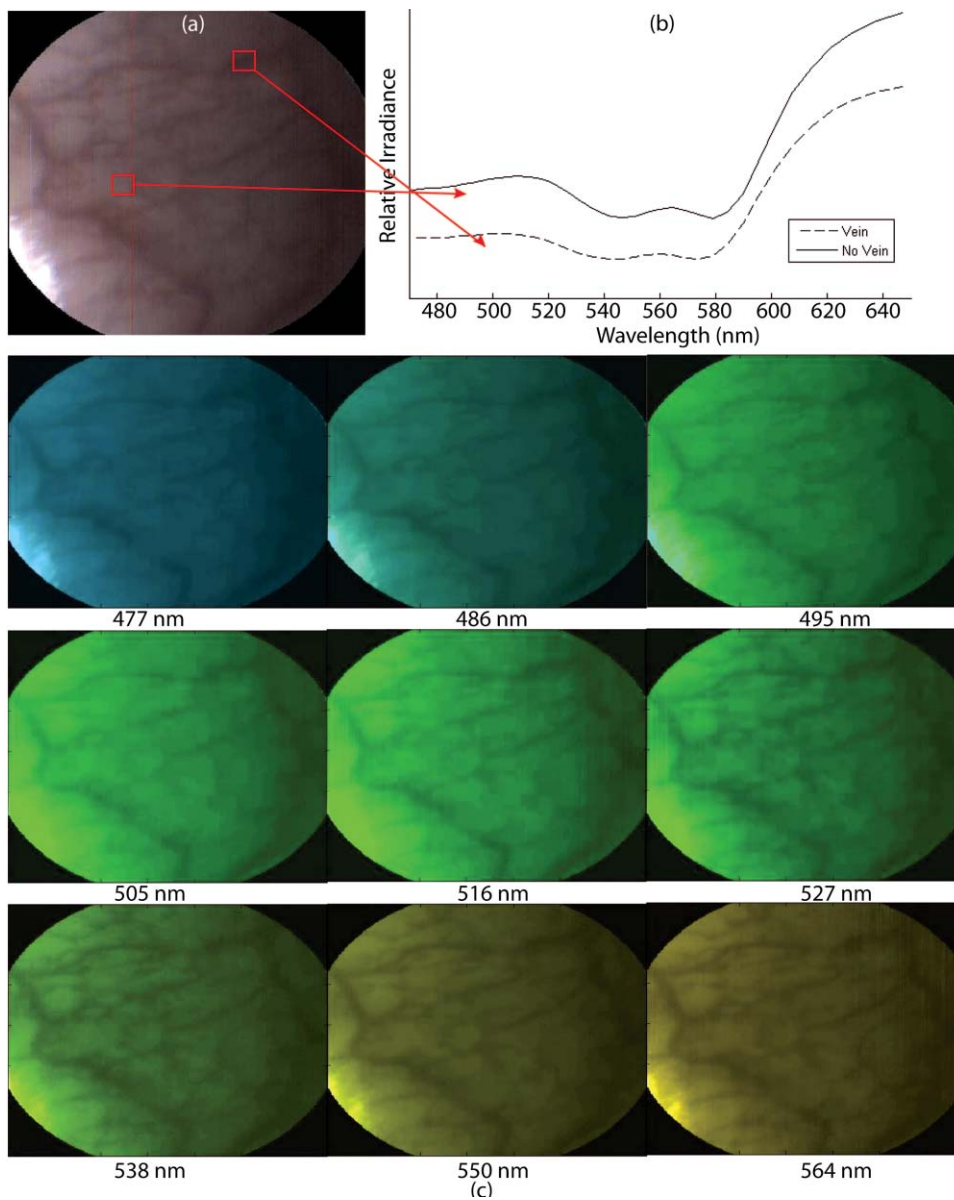 (a)
(b)
Relative Irradiance
Vein
No Vein
480 500 520 540 560 580 600 620 640
Wavelength (nm)
477 nm
486 nm
495 nm
505 nm
516 nm
527 nm
538 nm
550 nm
564 nm
(c)